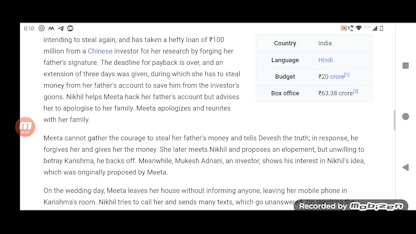 8:18
intending to steal again, and has taken a hefty loan of ₹100
million from a Chinese investor for her research by forging her
father's signature. The deadline for payback is over, and an
extension of three days was given, during which she has to steal
money from her father's account to save him from the investor's
goons. Nikhil helps Meeta hack her father's account but advises
her to apologise to her family. Meeta apologizes and reunites
with her family.
Country India
Language Hindi
Budget ₹20 crore
Box office ₹63.38 crore
Meeta cannot gather the courage to steal her father's money and tells Devesh the truth; in response, he
forgives her and gives her the money. She later meets Nikhil and proposes an elopement, but unwilling to
betray Karishma, he backs off. Meanwhile, Mukesh Adnani, an investor, shows his interest in Nikhil's idea,
which was originally proposed by Meeta.
On the wedding day, Meeta leaves her house without informing anyone, leaving her mobile phone in
Karishma's room. Nikhil tries to call her and sends many texts, which go
Recorded by Mobizen